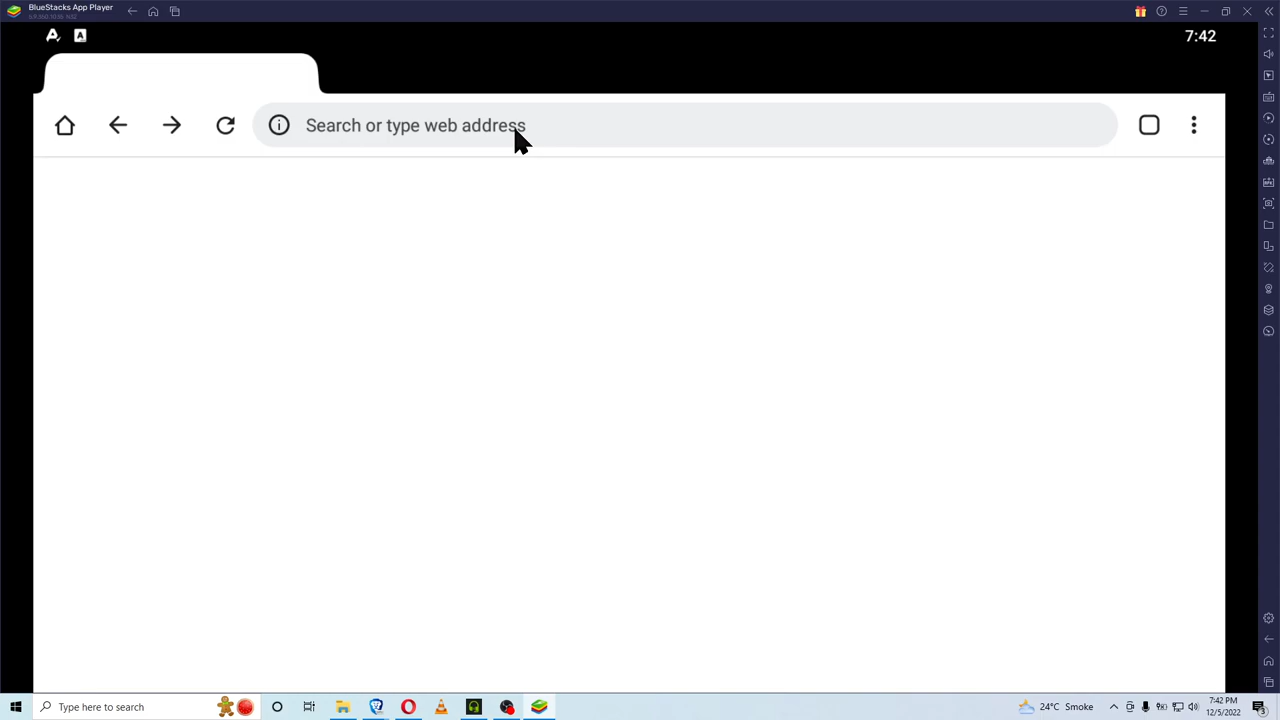 BlueStacks App Player
7:42
Search or type web address
Type here to search
24°C Smoke
7:42 PM
12/5/2022
3